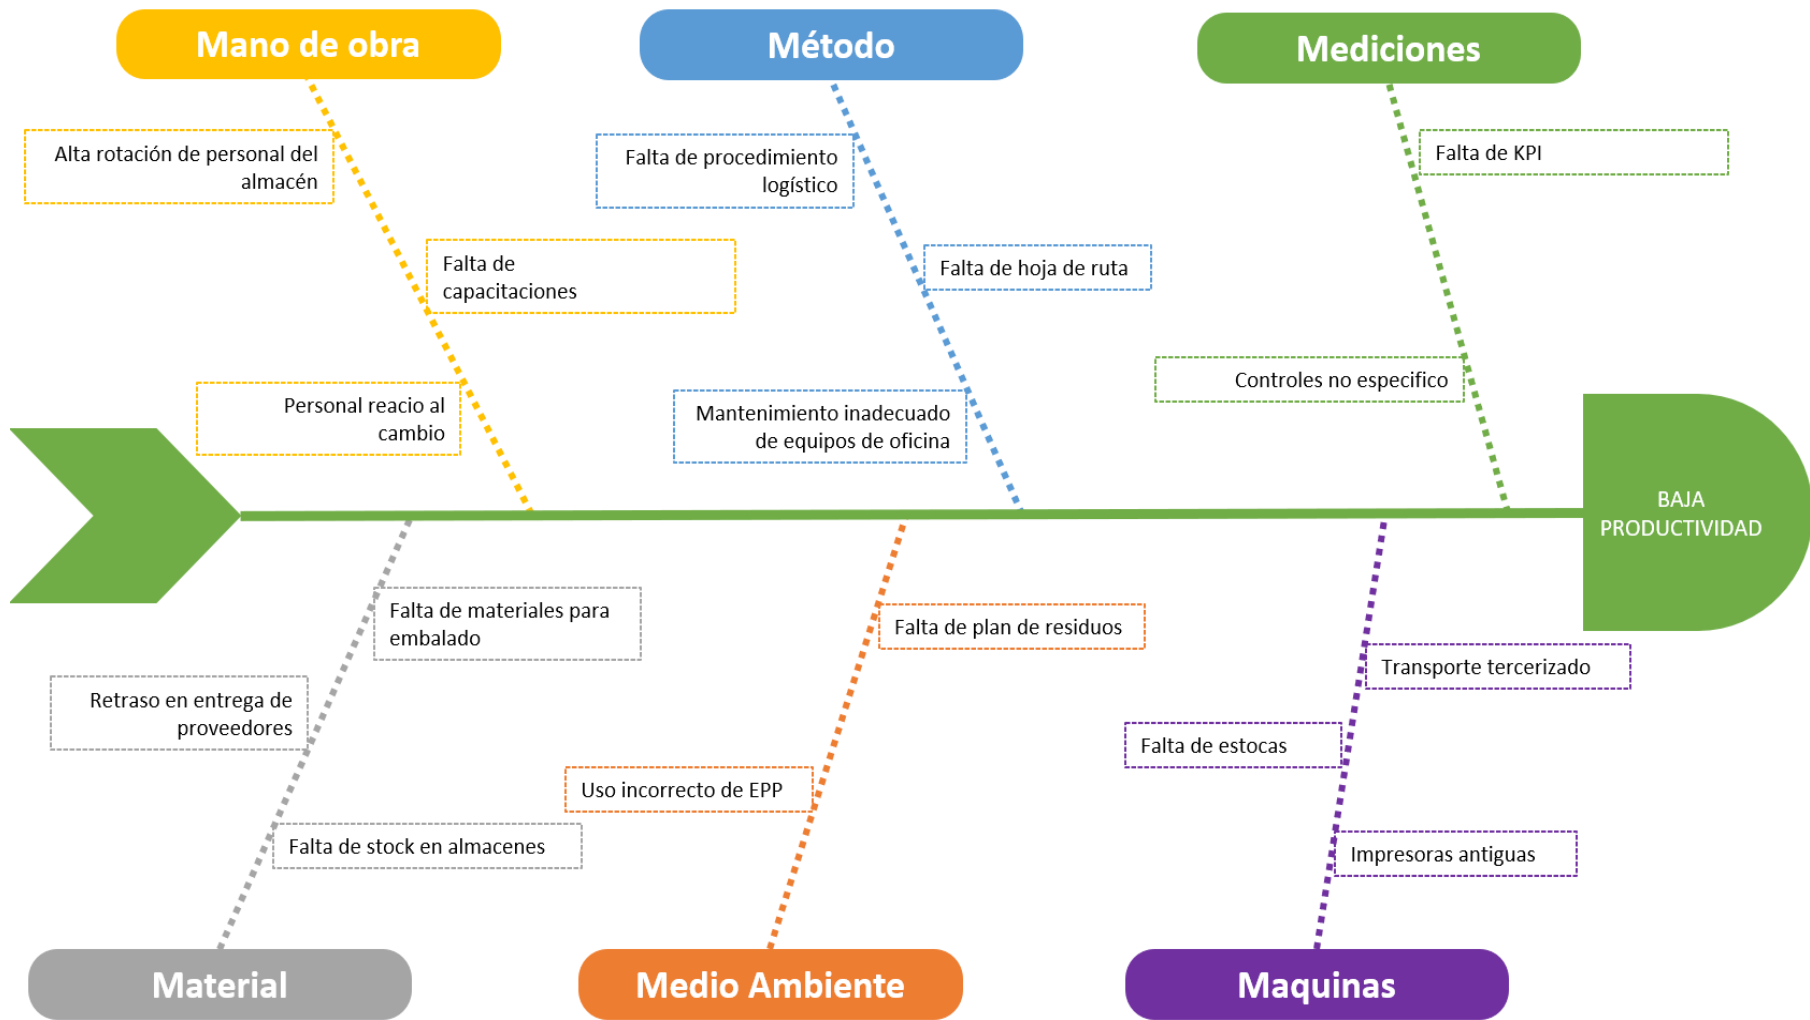 Mano de obra
Método
Mediciones
Alta rotación de personal del
almacén
Falta de procedimiento
logístico
Falta de KPI
Falta de
capacitaciones
Falta de hoja de ruta
Personal reacio al
cambio
Mantenimiento inadecuado
de equipos de oficina
Controles no especifico
BAJA
PRODUCTIVIDAD
Falta de materiales para
embalado
Falta de plan de residuos
Transporte tercerizado
Retraso en entrega de
proveedores
Falta de estocas
Uso incorrecto de EPP
Falta de stock en almacenes
Impresoras antiguas
Material
Medio Ambiente
Maquinas